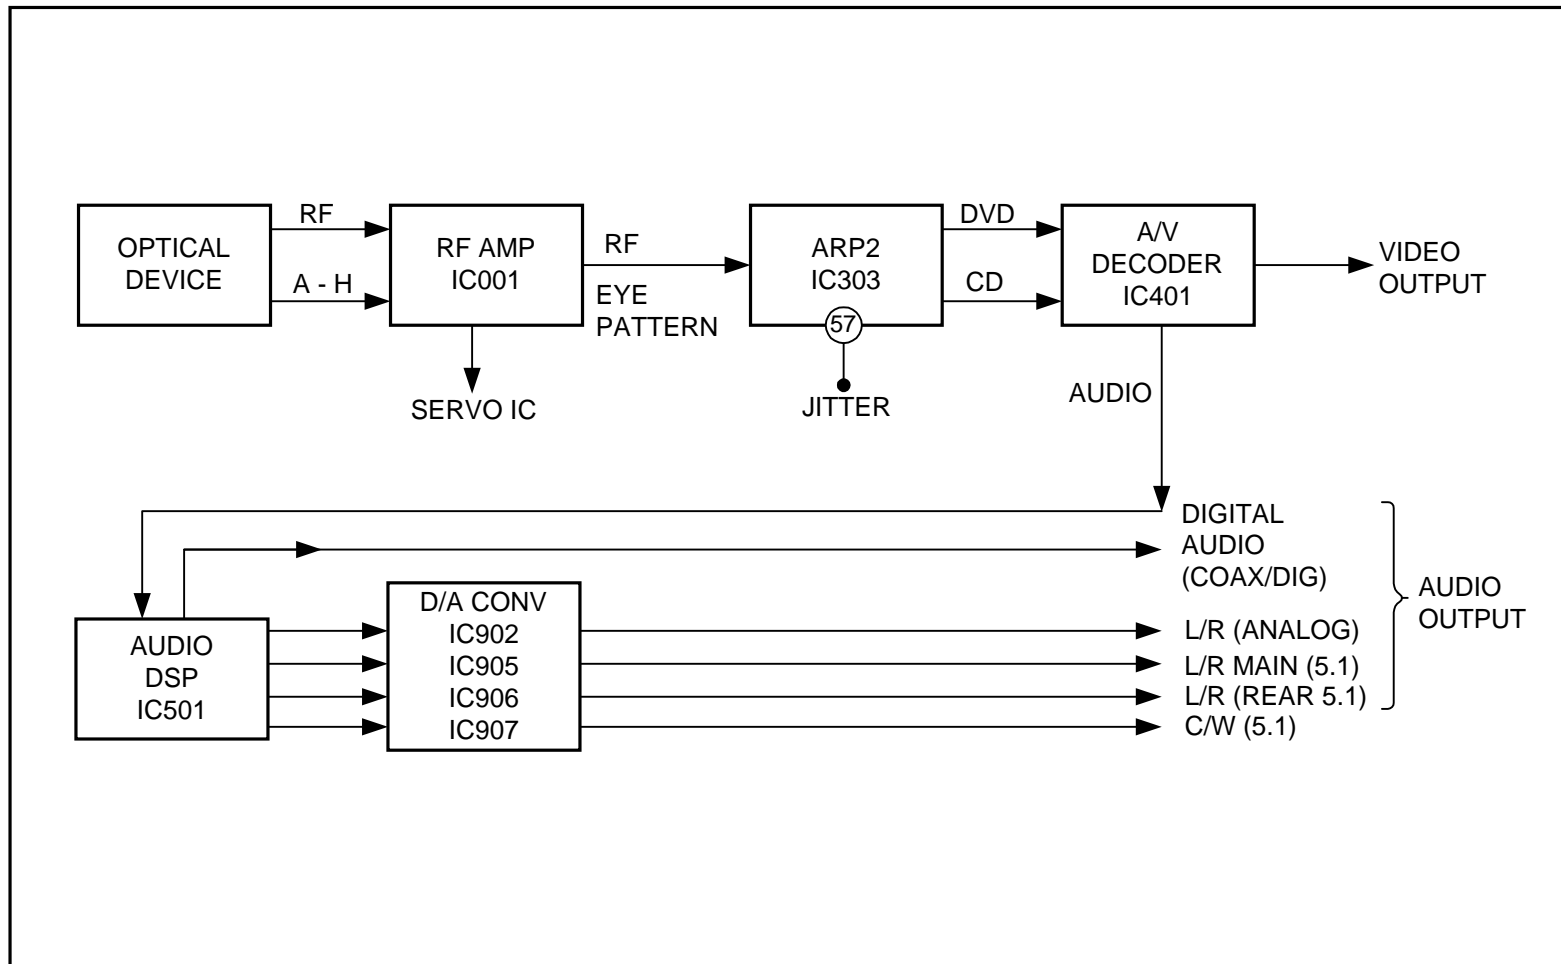 OPTICAL
DEVICE
RF
A - H
RF AMP
IC001
SERVO IC
RF
EYE
PATTERN
ARP2
IC303
57
JITTER
DVD
CD
A/V
DECODER
IC401
VIDEO
OUTPUT
AUDIO
DIGITAL
AUDIO
(COAX/DIG)
AUDIO
DSP
IC501
D/A CONV
IC902
IC905
IC906
IC907
L/R (ANALOG)
L/R MAIN (5.1)
L/R (REAR 5.1)
C/W (5.1)
AUDIO
OUTPUT